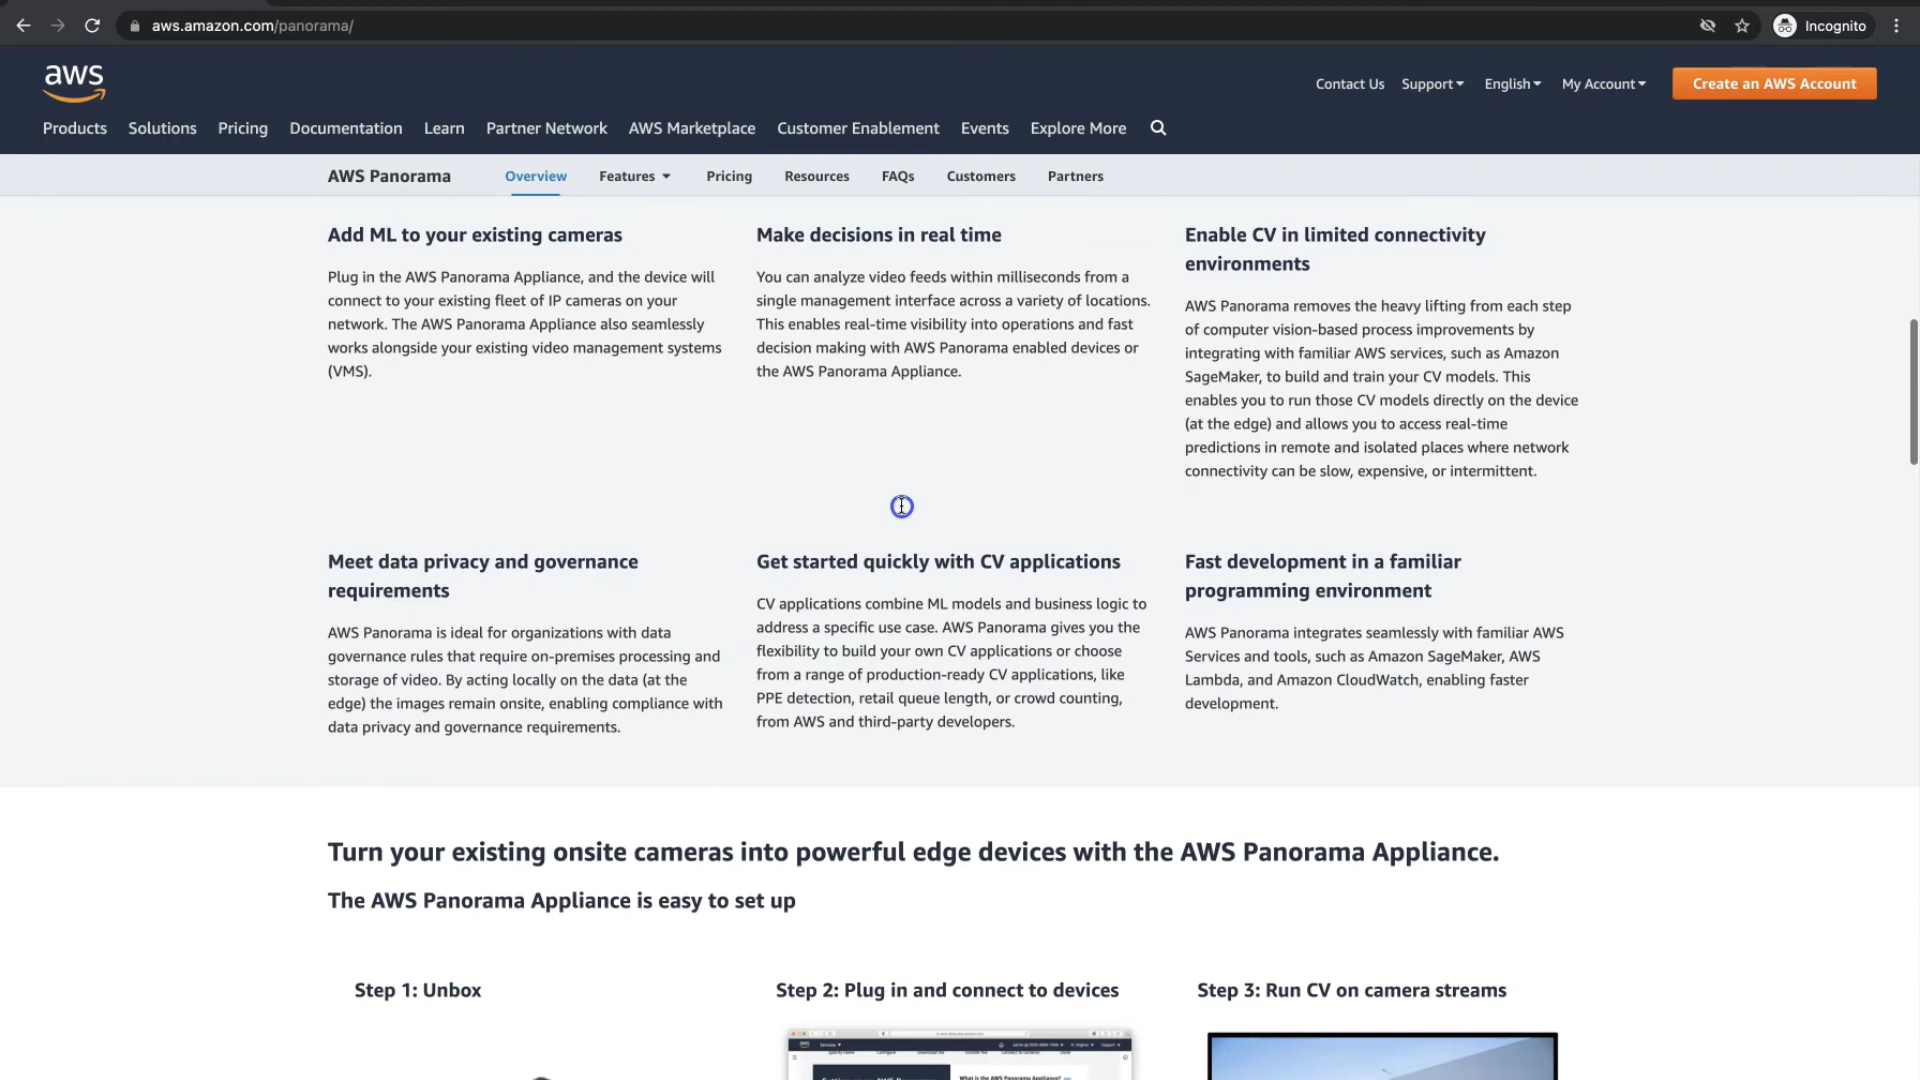 aws.amazon.com/panorama/
Incognito
aws
Contact Us Support English My Account Create an AWS Account
Products Solutions Pricing Documentation Learn Partner Network AWS Marketplace Customer Enablement Events Explore More
AWS Panorama Overview Features Pricing Resources FAQs Customers Partners
Add ML to your existing cameras
Plug in the AWS Panorama Appliance, and the device will
connect to your existing fleet of IP cameras on your
network. The AWS Panorama Appliance also seamlessly
works alongside your existing video management systems
(VMS).
Make decisions in real time
You can analyze video feeds within milliseconds from a
single management interface across a variety of locations.
This enables real-time visibility into operations and fast
decision making with AWS Panorama enabled devices or
the AWS Panorama Appliance.
Enable CV in limited connectivity
environments
AWS Panorama removes the heavy lifting from each step
of computer vision-based process improvements by
integrating with familiar AWS services, such as Amazon
SageMaker, to build and train your CV models. This
enables you to run those CV models directly on the device
(at the edge) and allows you to access real-time
predictions in remote and isolated places where network
connectivity can be slow, expensive, or intermittent.
Meet data privacy and governance
requirements
AWS Panorama is ideal for organizations with data
governance rules that require on-premises processing and
storage of video. By acting locally on the data (at the
edge) the images remain onsite, enabling compliance with
data privacy and governance requirements.
Get started quickly with CV applications
CV applications combine ML models and business logic to
address a specific use case. AWS Panorama gives you the
flexibility to build your own CV applications or choose
from a range of production-ready CV applications, like
PPE detection, retail queue length, or crowd counting,
from AWS and third-party developers.
Fast development in a familiar
programming environment
AWS Panorama integrates seamlessly with familiar AWS
Services and tools, such as Amazon SageMaker, AWS
Lambda, and Amazon CloudWatch, enabling faster
development.
Turn your existing onsite cameras into powerful edge devices with the AWS Panorama Appliance.
The AWS Panorama Appliance is easy to set up
Step 1: Unbox
Step 2: Plug in and connect to devices
Step 3: Run CV on camera streams